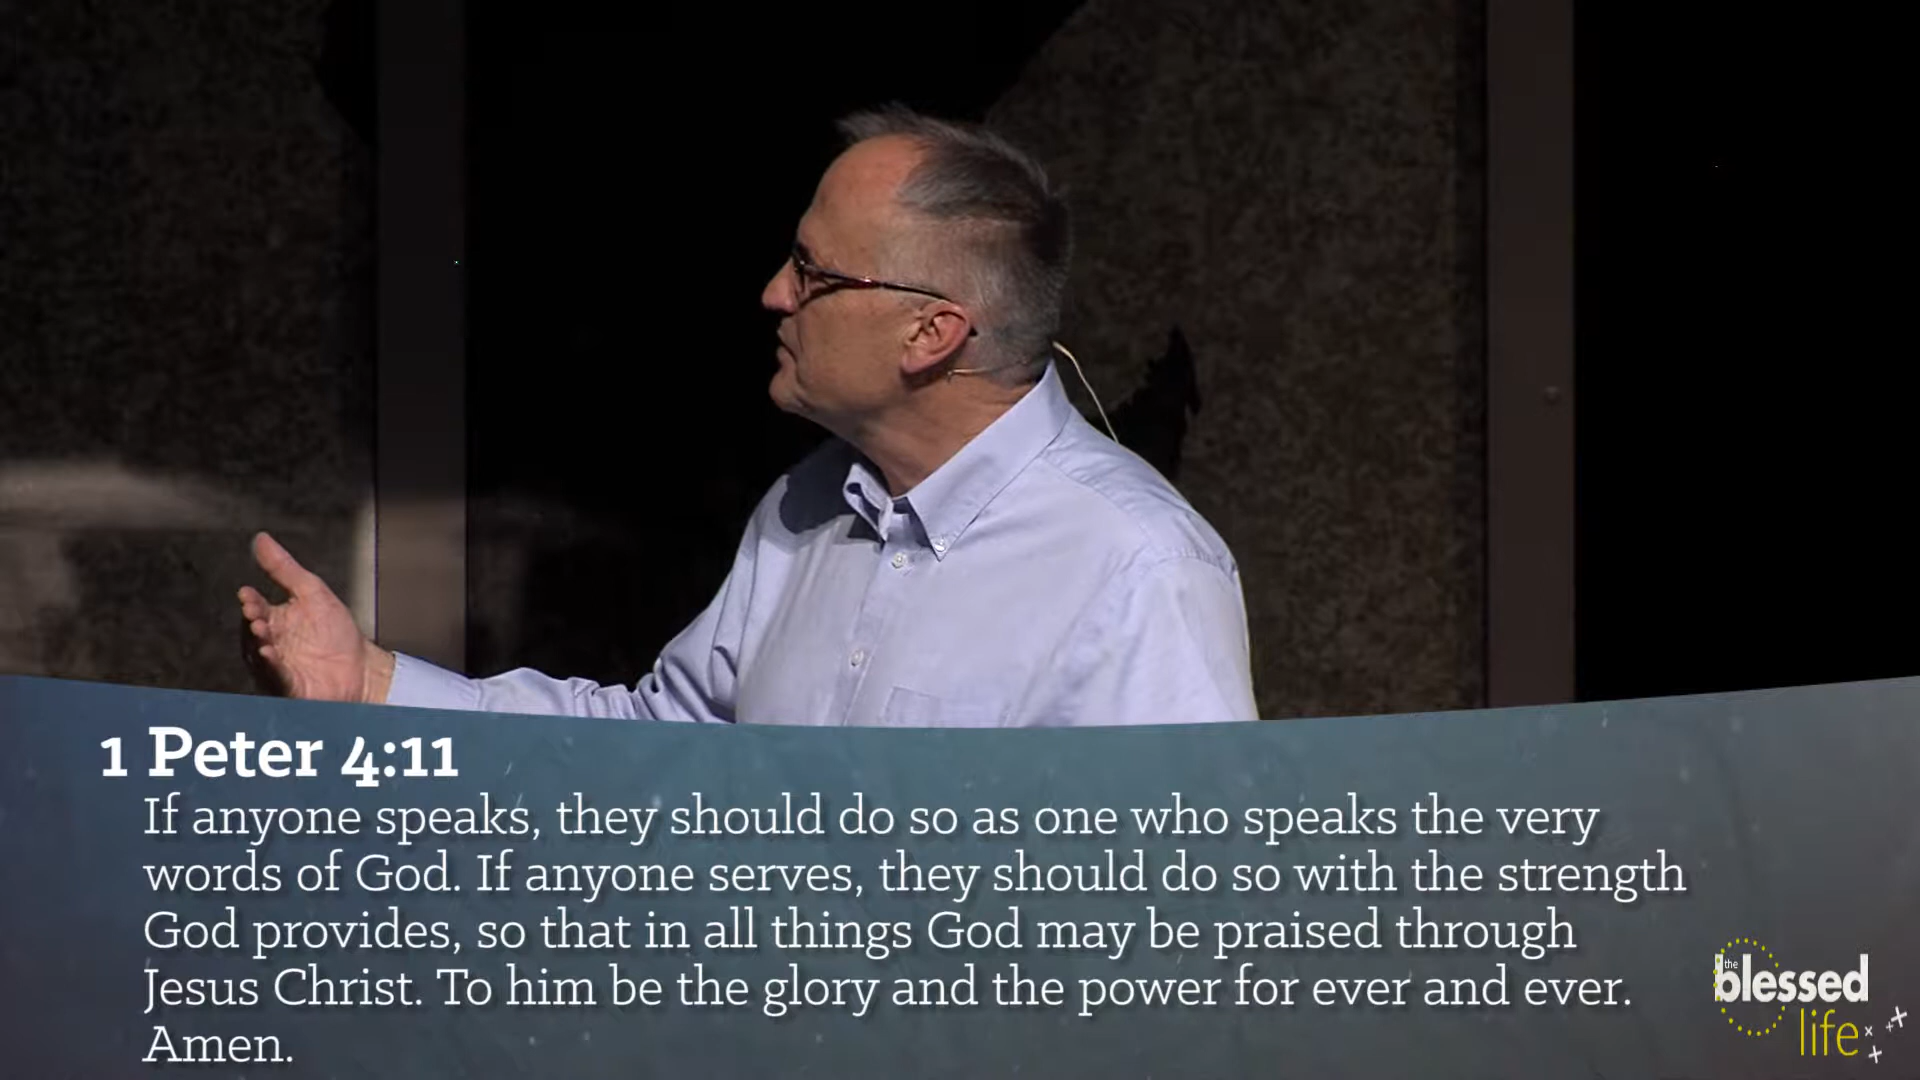 1 Peter 4:11
If anyone speaks, they should do so as one who speaks the very
words of God. If anyone serves, they should do so with the strength
God provides, so that in all things God may be praised through
Jesus Christ. To him be the glory and the power for ever and ever.
Amen.
the
blessed
life